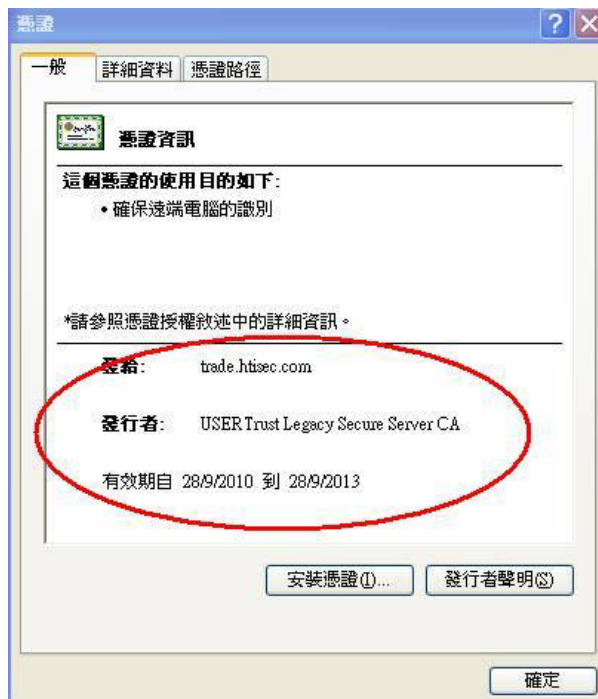 憑證
一般 詳細資料 憑證路徑
憑證資訊
這個憑證的使用目的如下:
• 確保遠端電腦的識別
*請參照憑證授權敘述中的詳細資訊。
發給: trade.htisec.com
發行者: USERTrust Legacy Secure Server CA
有效期自 28/9/2010 到 28/9/2013
安裝憑證(I)... 發行者聲明(S)
確定